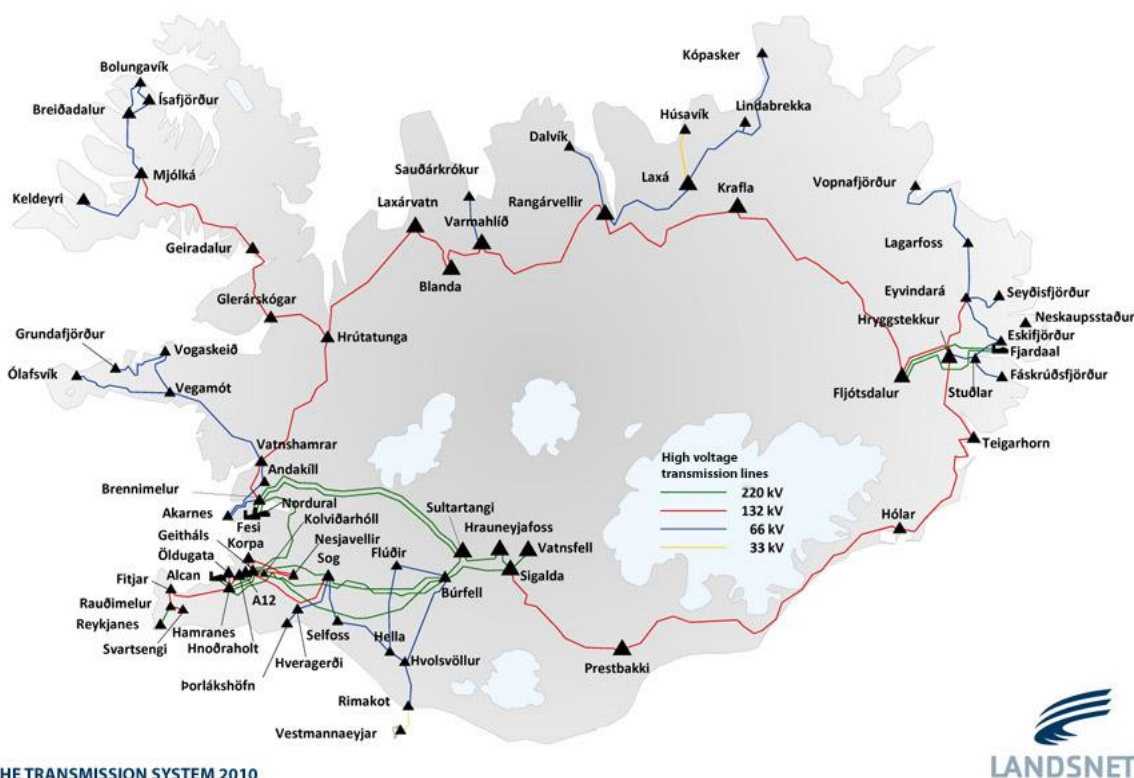 Kópasker
Bolungavík
Ísafjörður
Breiðadalur
Lindabrekka
Húsavík
Dalvík
Mjólká
Sauðárkrókur
Laxá
Krafla
Vopnafjörður
Keldeyri
Laxárvatn
Rangárvellir
Varmahlíð
Geiradalur
Lagarfoss
Blanda
Eyvindará
Seyðisfjörður
Glerárskógar
Neskaupsstaður
Hryggstekkur
Grundafjörður
Hrútatunga
Eskifjörður
Vogaskeið
Fjardaal
Ólafsvík
Fáskrúðsfjörður
Vegamót
Fljótsdalur
Stuðlar
Teigarhorn
Vatnshamrar
High voltage
transmission lines
Andakíll
220 kV
Brennimelur
132 kV
Nordural
Sultartangi
Hólar
Akarnes
Fesi
Kolviðarhóll
66 kV
Hrauneyjafoss
Geitháls
Korpa
Nesjavellir
33 kV
Vatnsfell
Öldugata
Sog
Flúðir
Alcan
Sigalda
Fitjar
A12
Búrfell
Rauðimelur
Reykjanes
Hamranes
Selfoss
Hella
Svartsengi
Hnoðraholt
Hveragerði
Hvolsvöllur
Prestbakki
Þorlákshöfn
Rimakot
Vestmannaeyjar
LANDSNET
HE TRANSMISSION SYSTEM 2010